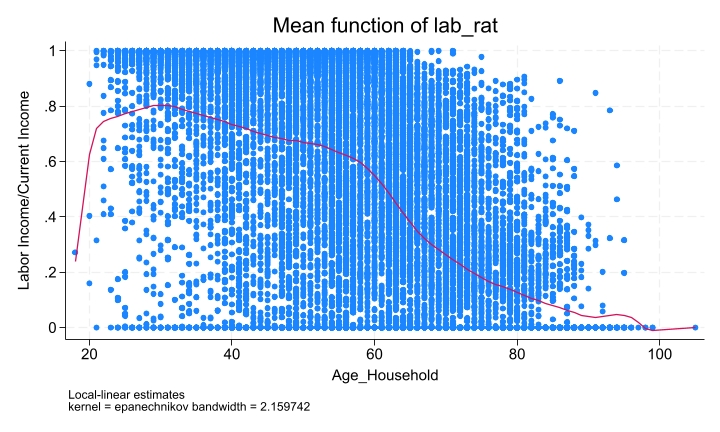 Mean function of lab_rat
Labor Income/Current Income
1
.8
.6
.4
.2
0
20 40 60 80 100
Age_Household
Local-linear estimates
kernel = epanechnikov bandwidth = 2.159742